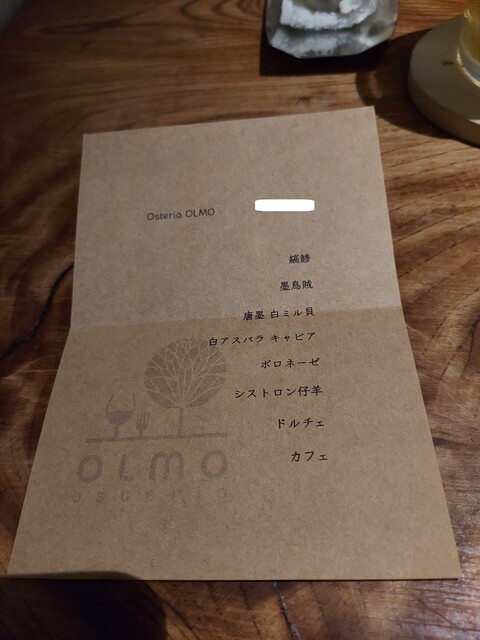 Osteria OLMO
縞鯵
墨烏賊
唐墨 白ミル貝
白アスパラ キャビア
ボロネーゼ
シストロン仔羊
ドルチェ
カフェ
OLMO
OSTERIA